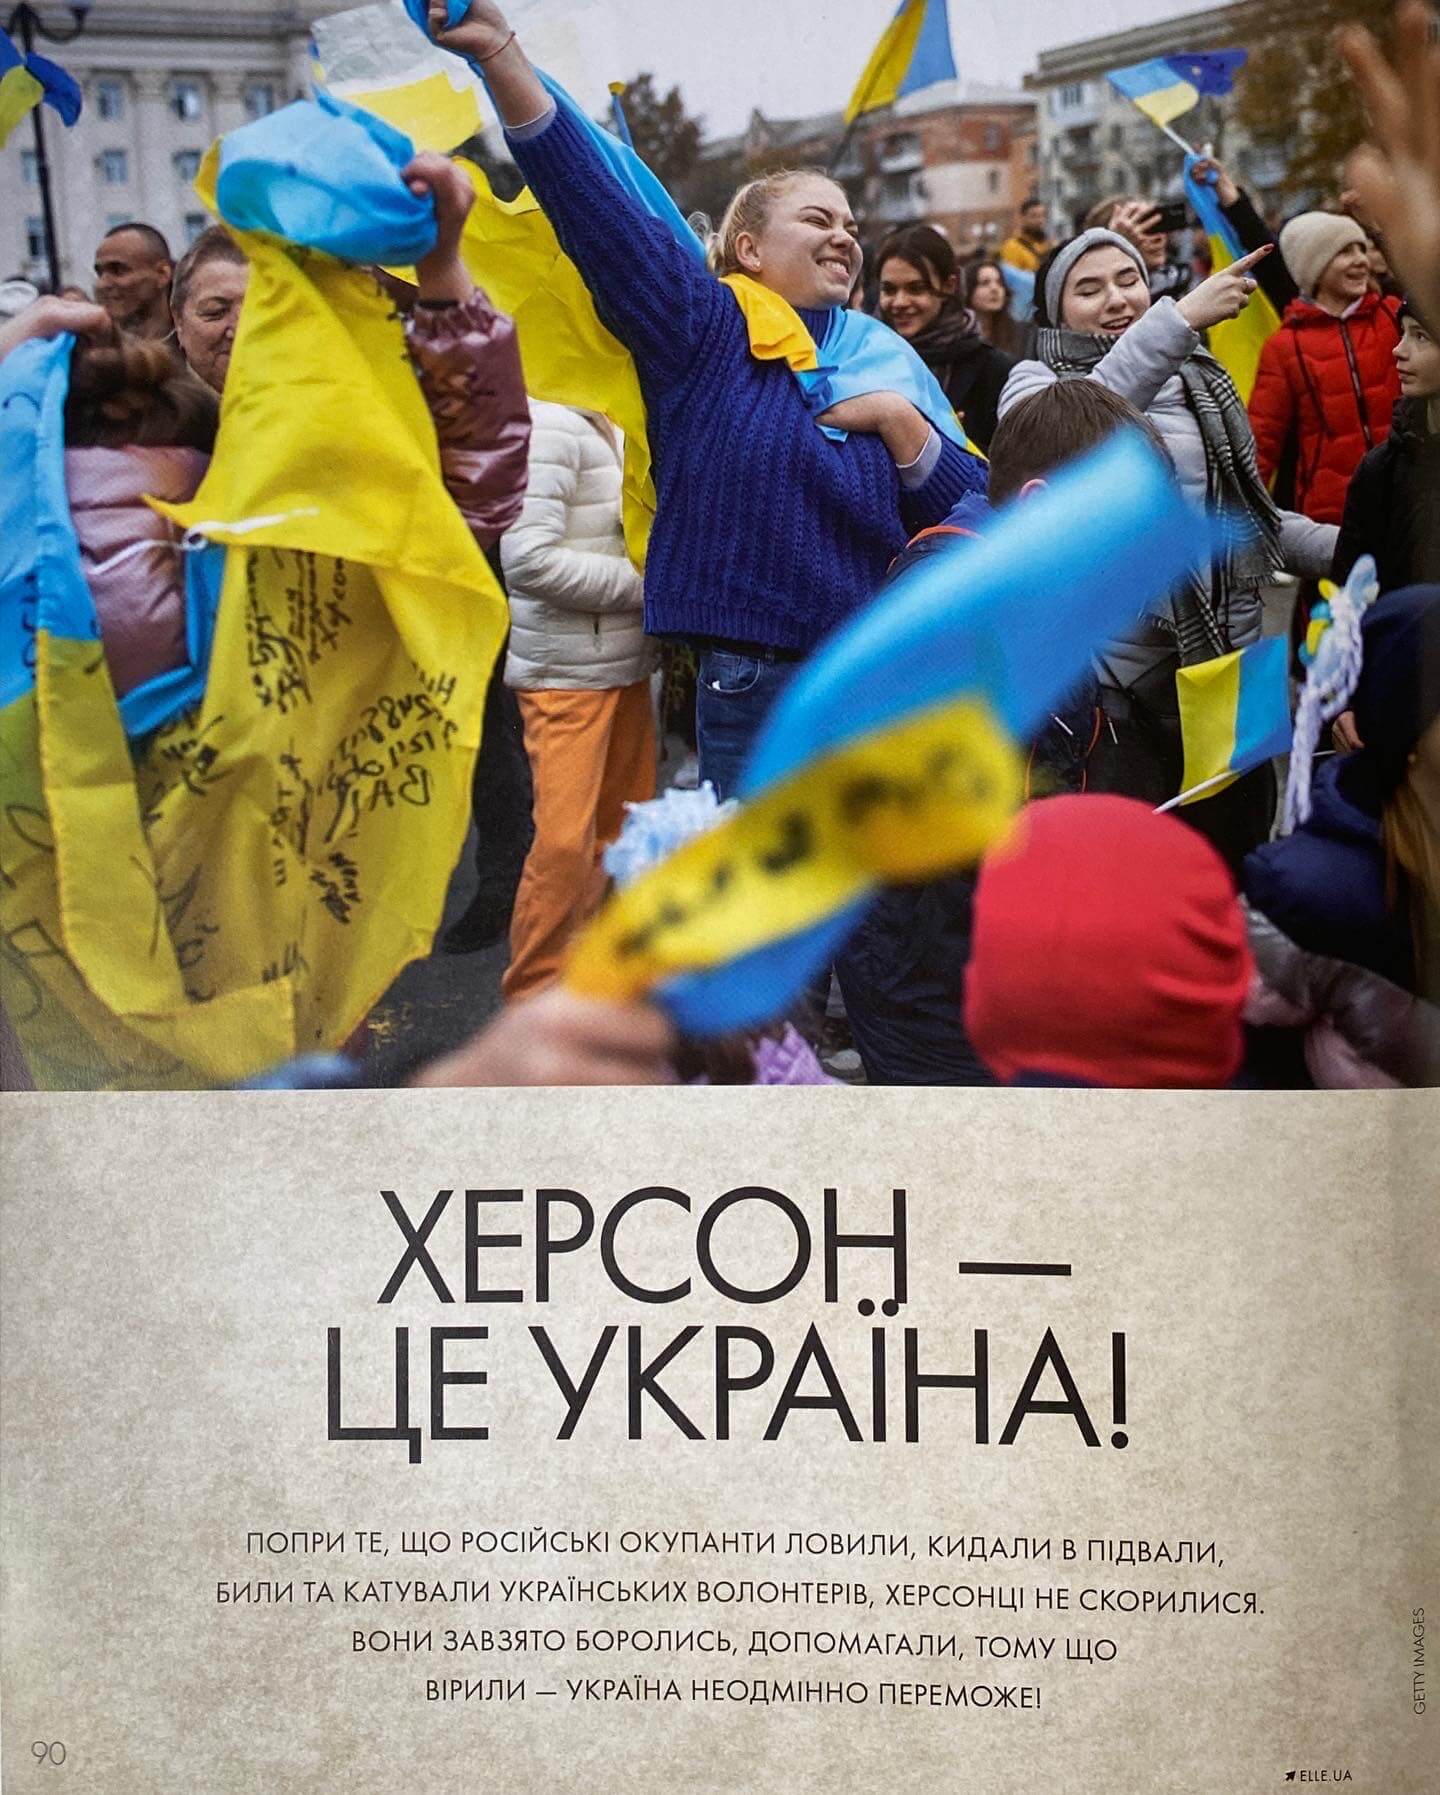 ХЕРСОН —
ЦЕ УКРАЇНА!
ПОПРИ ТЕ, ЩО РОСІЙСЬКІ ОКУПАНТИ ЛОВИЛИ, КИДАЛИ В ПІДВАЛИ,
БИЛИ ТА КАТУВАЛИ УКРАЇНСЬКИХ ВОЛОНТЕРІВ, ХЕРСОНЦІ НЕ СКОРИЛИСЯ.
ВОНИ ЗАВЗЯТО БОРОЛИСЬ, ДОПОМАГАЛИ, ТОМУ ЩО
ВІРИЛИ — УКРАЇНА НЕОДМІННО ПЕРЕМОЖЕ!
GETTY IMAGES
90
ELLE.UA